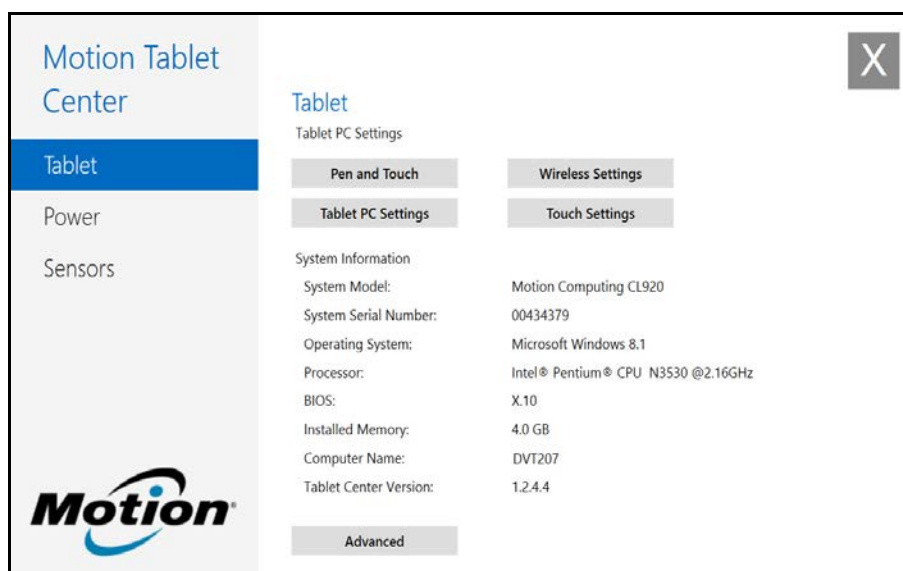 Motion Tablet
Center
X
Tablet
Power
Sensors
Tablet
Tablet PC Settings
Pen and Touch Wireless Settings
Tablet PC Settings Touch Settings
System Information
System Model: Motion Computing CL920
System Serial Number: 00434379
Operating System: Microsoft Windows 8.1
Processor: Intel® Pentium® CPU N3530 @2.16GHz
BIOS: X.10
Installed Memory: 4.0 GB
Computer Name: DVT207
Tablet Center Version: 1.2.4.4
Advanced
Motion